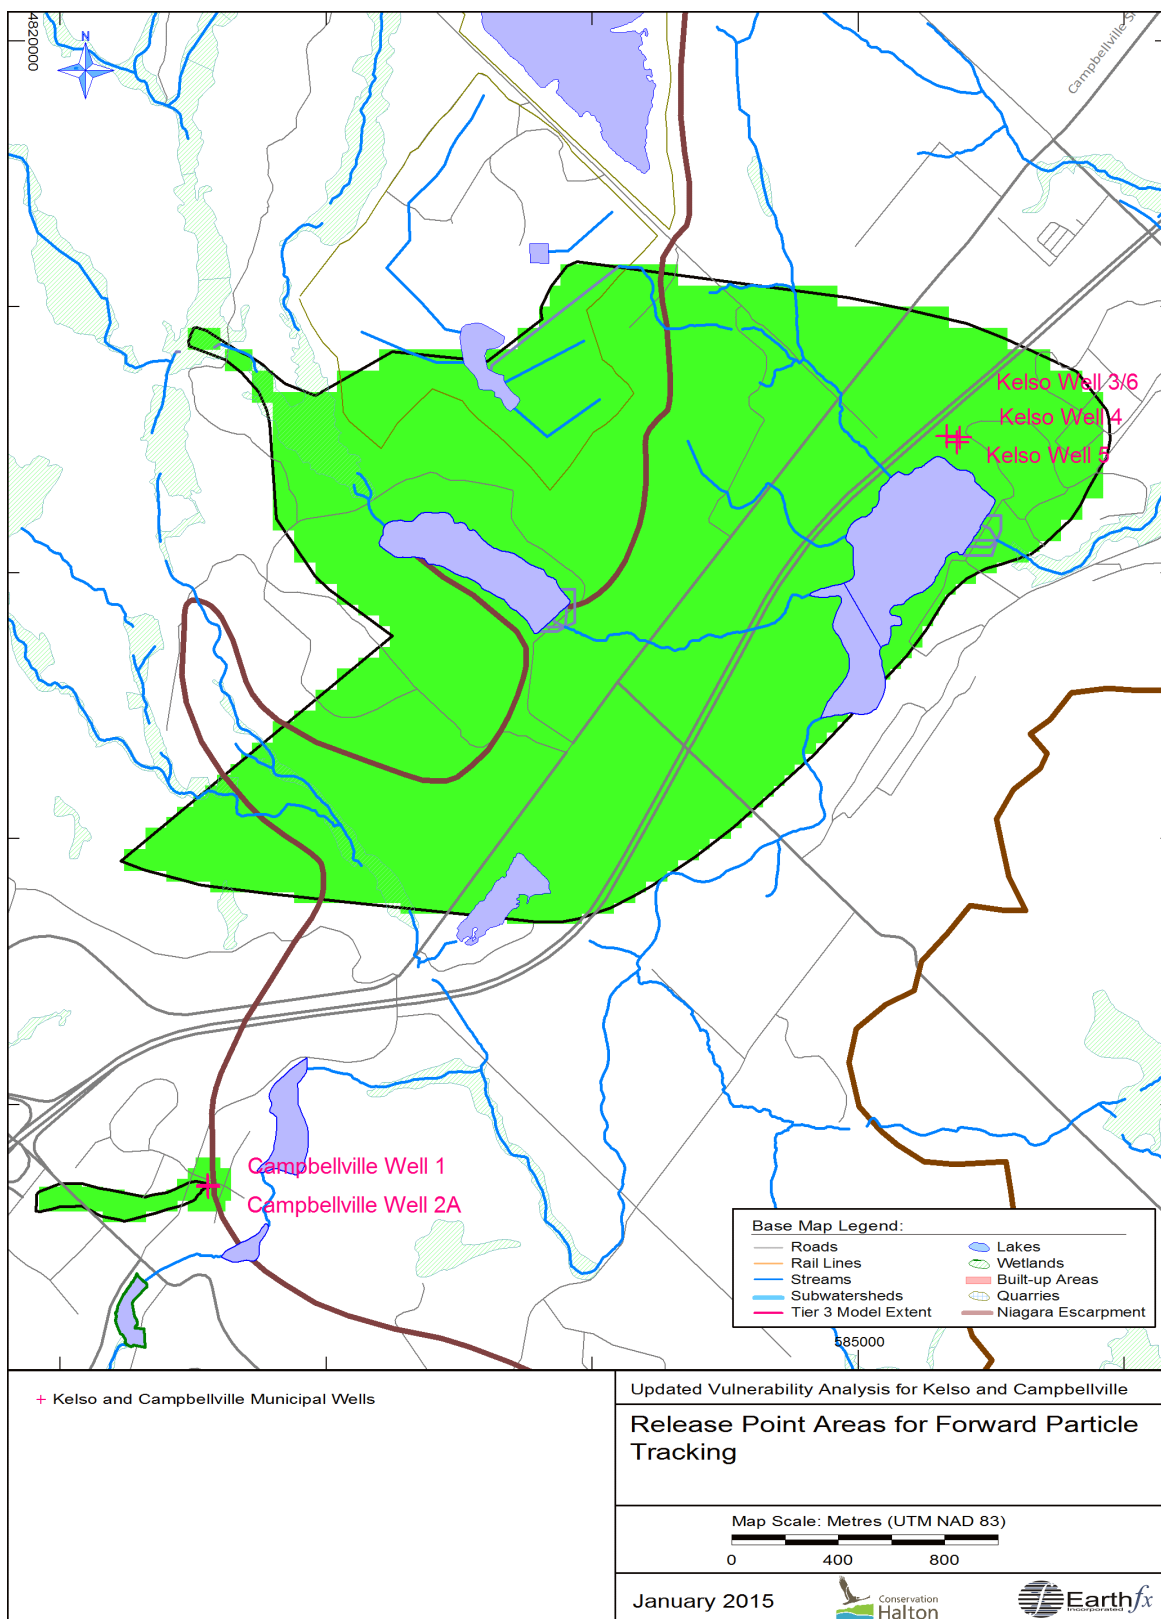 4820000
N
Campbellville S
Kelso Well 3/6
Kelso Well 4
Kelso Well 5
Campbellville Well 1
Campbellville Well 2A
Base Map Legend:
Roads
Rail Lines
Streams
Subwatersheds
Tier 3 Model Extent
Lakes
Wetlands
Built-up Areas
Quarries
Niagara Escarpment
585000
+ Kelso and Campbellville Municipal Wells
Updated Vulnerability Analysis for Kelso and Campbellville
Release Point Areas for Forward Particle
Tracking
Map Scale: Metres (UTM NAD 83)
0 400 800
January 2015
Conservation
Halton
Earthfx
Incorporated